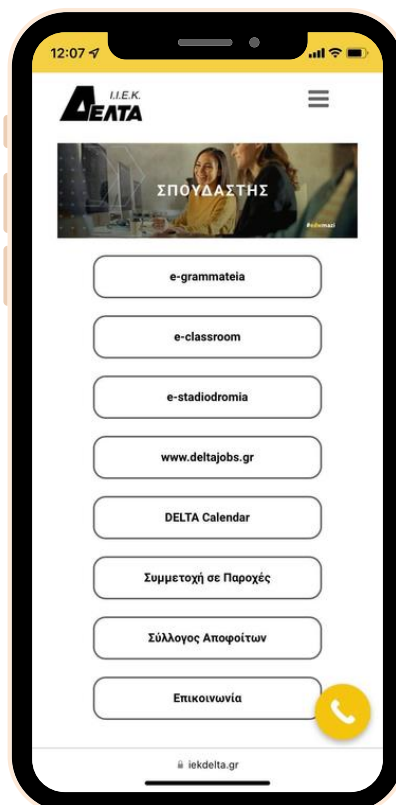 12:07
Ι.Ι.Ε.Κ.
ΔΕΛΤΑ
ΣΠΟΥΔΑΣΤΗΣ
#edwmazi
e-grammateia
e-classroom
e-stadiodromia
www.deltajobs.gr
DELTA Calendar
Συμμετοχή σε Παροχές
Σύλλογος Αποφοίτων
Επικοινωνία
iekdelta.gr